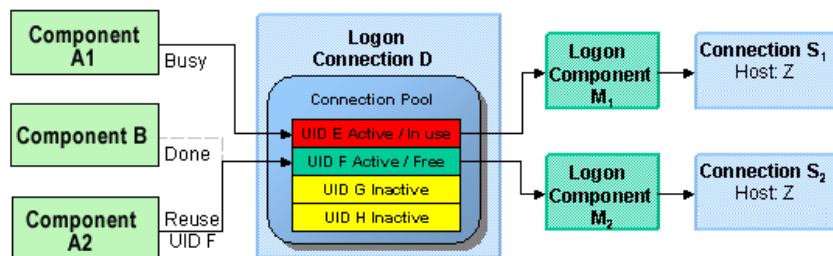 Component
A1
Busy
Component B
Done
Component
A2
Reuse
UID F
Logon
Connection D
Connection Pool
UID E Active / In use
UID F Active / Free
UID G Inactive
UID H Inactive
Logon
Component
M1
Connection S1
Host: Z
Logon
Component
M2
Connection S2
Host: Z